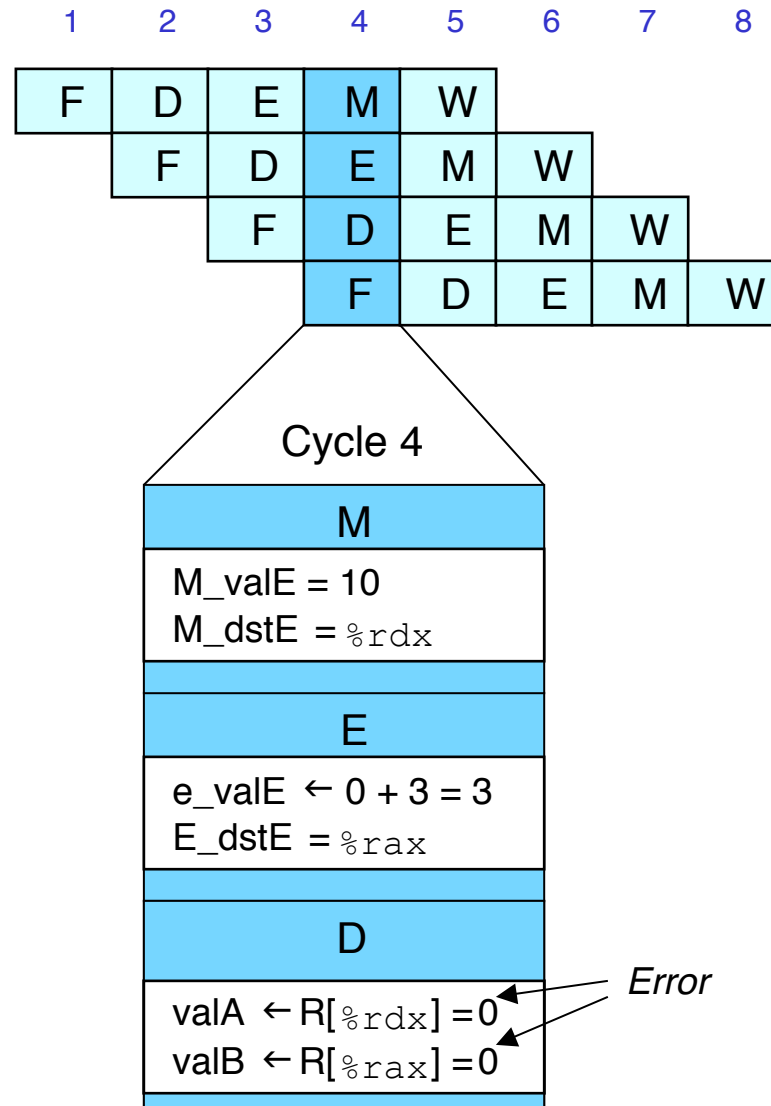 1 2 3 4 5 6 7 8
F D E M W
F D E M W
F D E M W
F D E M W
Cycle 4
M
M_valE = 10
M_dstE = %rdx
E
e_valE ← 0 + 3 = 3
E_dstE = %rax
D
Error
valA ← R[%rdx] = 0
valB ← R[%rax] = 0